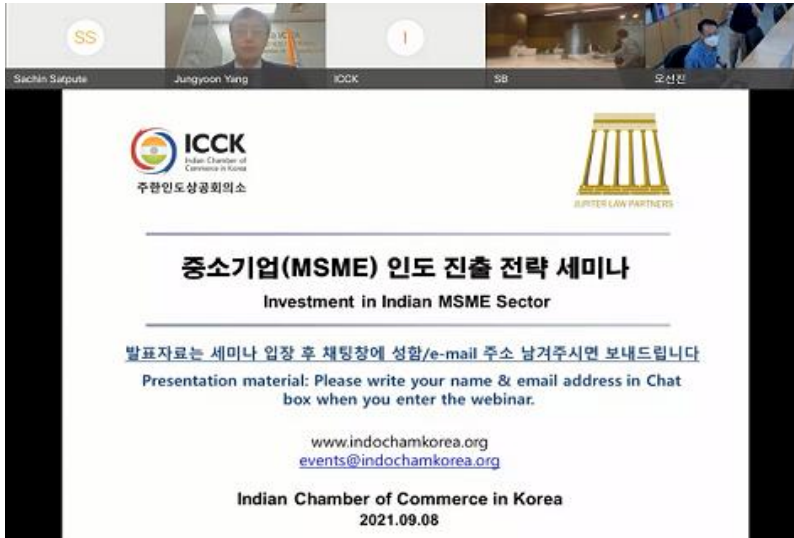 SS
I
Sachin Satpute
Jungyoon Yang
ICCK
SB
오선진
ICCK
Indian Chamber of
Commerce in Korea
주한인도상공회의소
JUPITER LAW PARTNERS
중소기업(MSME) 인도 진출 전략 세미나
Investment in Indian MSME Sector
발표자료는 세미나 입장 후 채팅창에 성함/e-mail 주소 남겨주시면 보내드립니다
Presentation material: Please write your name & email address in Chat
box when you enter the webinar.
www.indochamkorea.org
events@indochamkorea.org
Indian Chamber of Commerce in Korea
2021.09.08